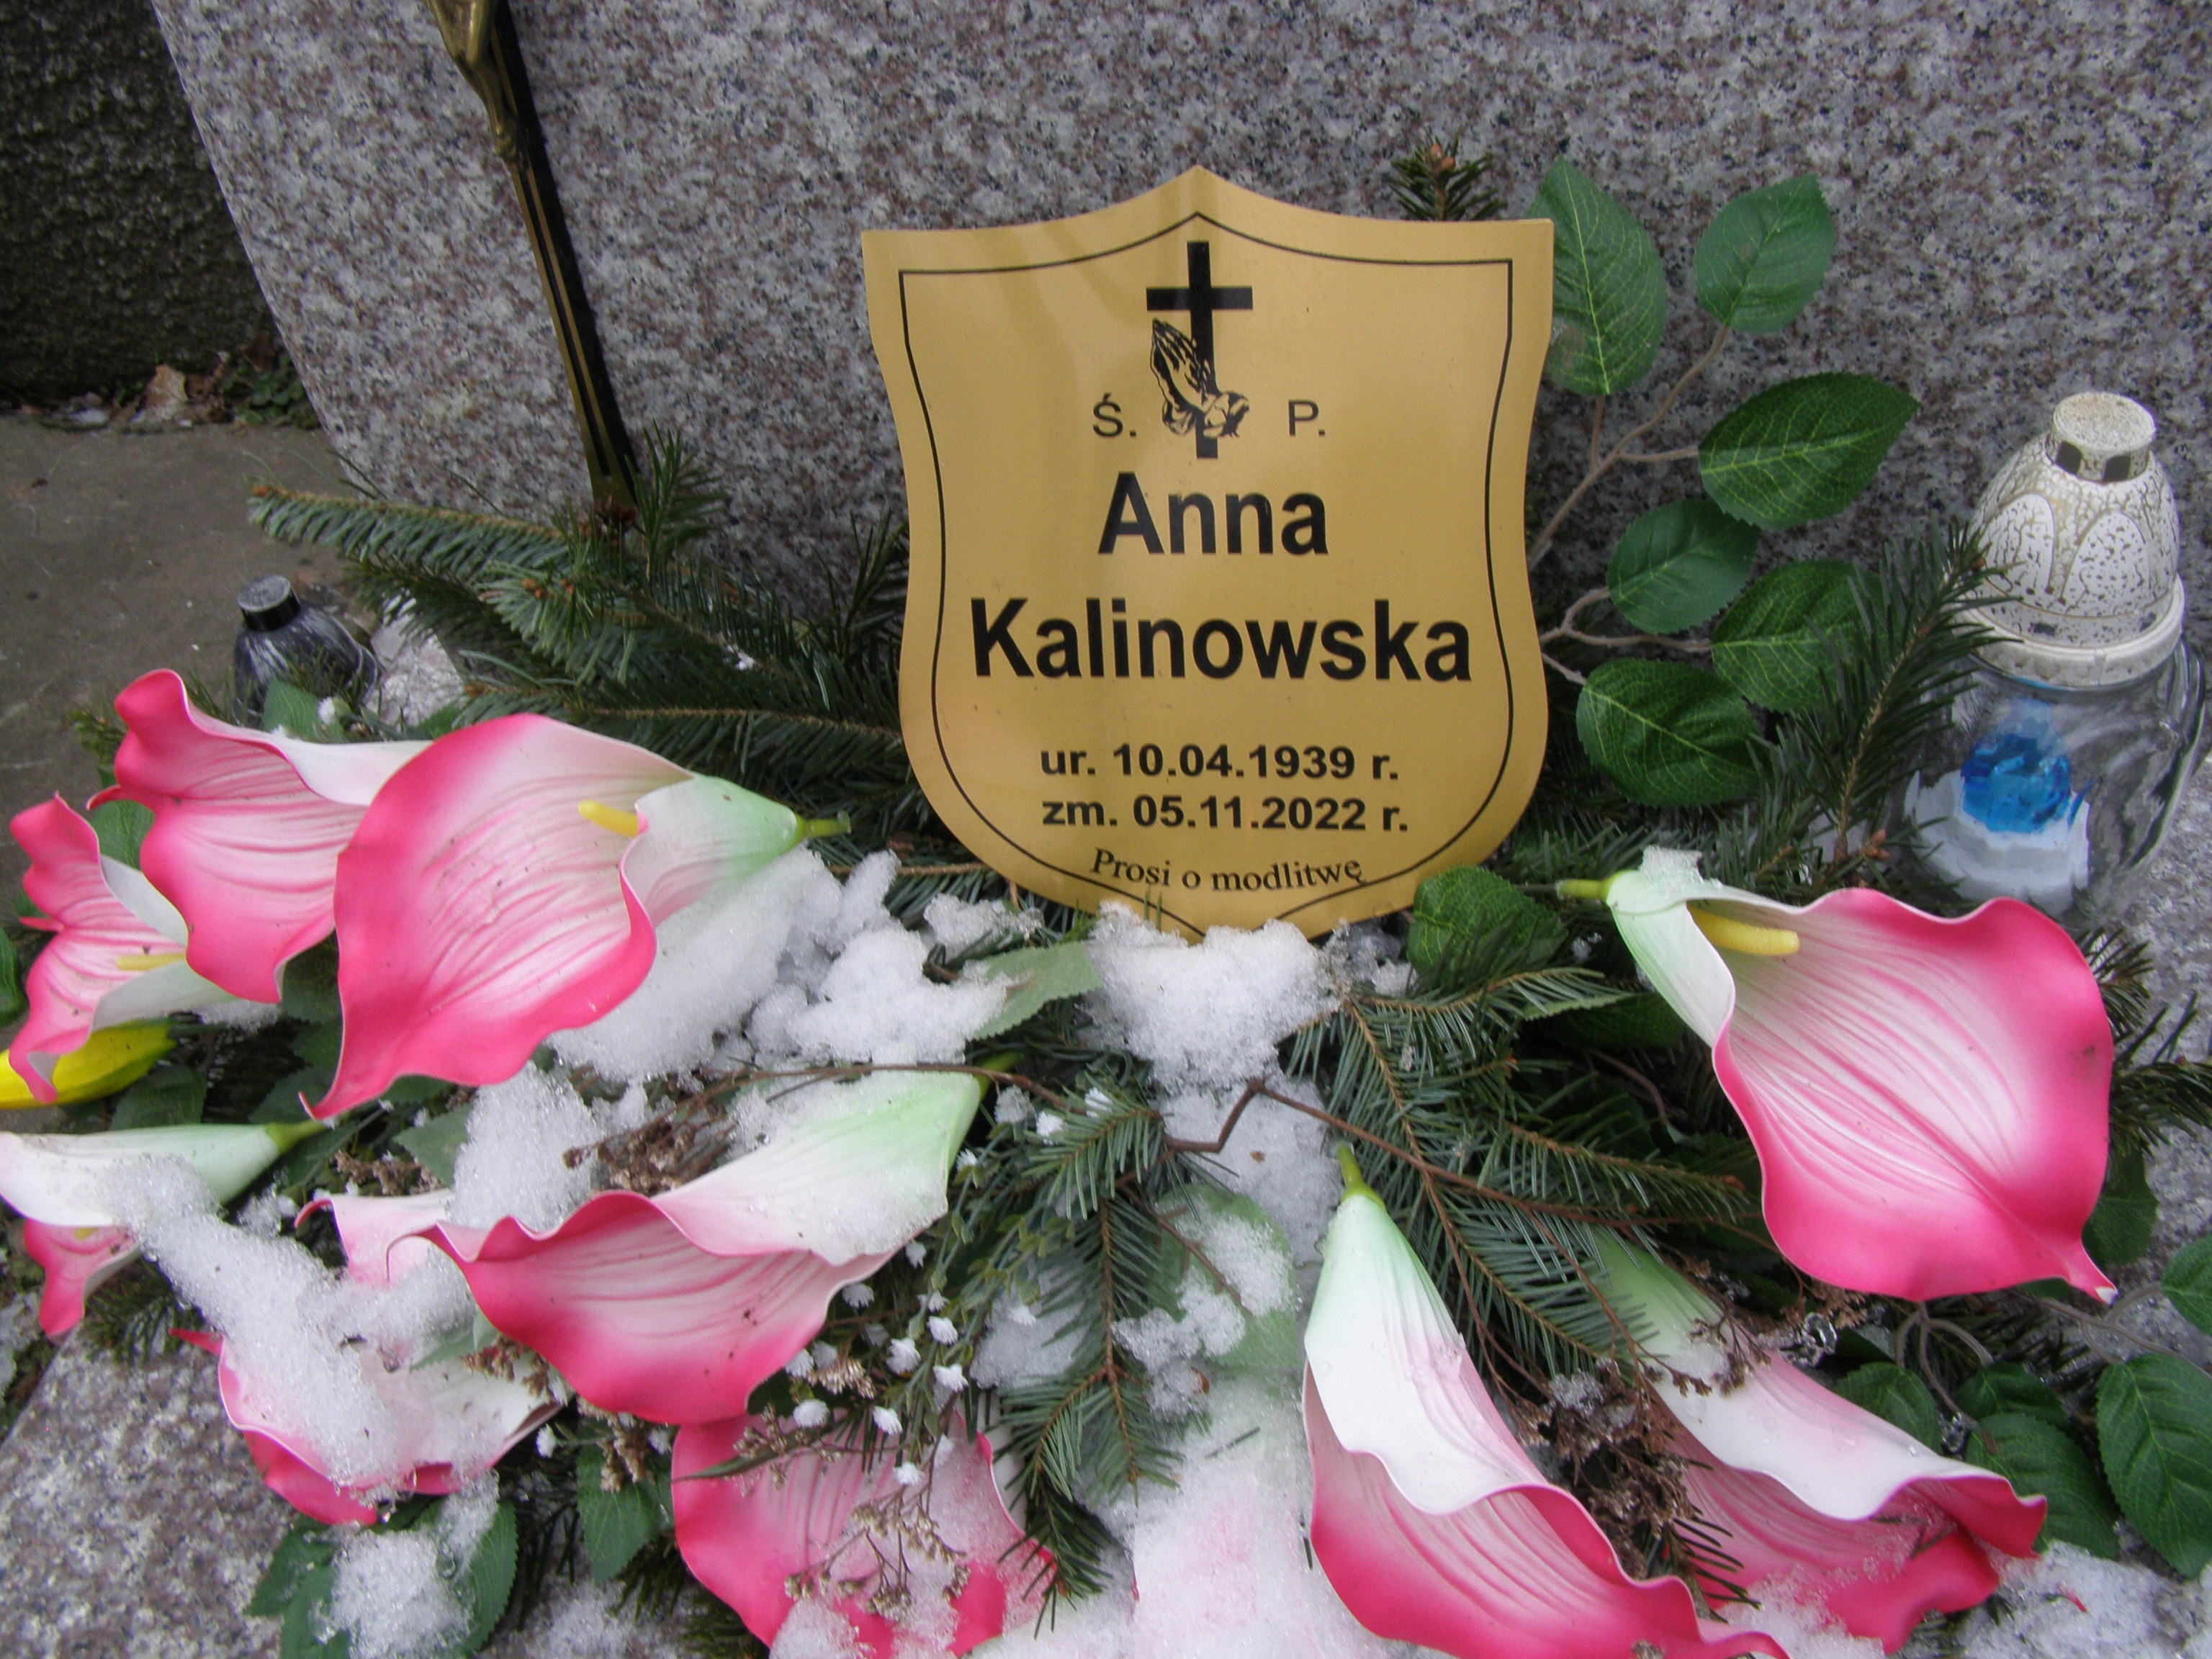 Ś. P.
Anna
Kalinowska
ur. 10.04.1939 r.
zm. 05.11.2022 r.
Prosi o modlitwę